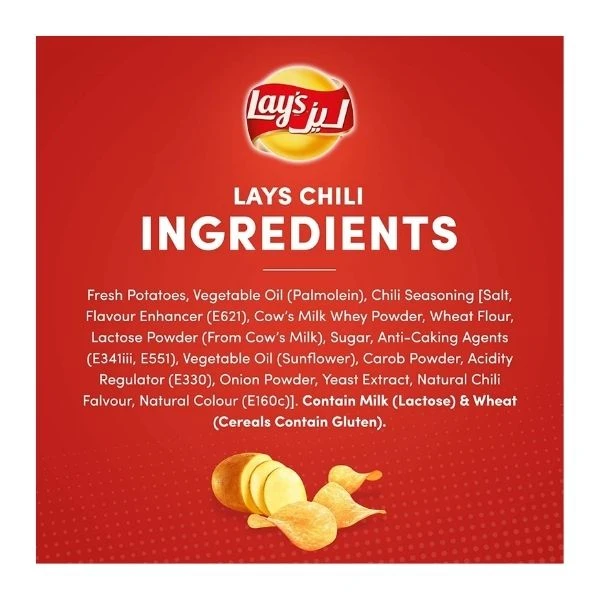 Lay's ليز
LAYS CHILI
INGREDIENTS
Fresh Potatoes, Vegetable Oil (Palmolein), Chili Seasoning [Salt,
Flavour Enhancer (E621), Cow's Milk Whey Powder, Wheat Flour,
Lactose Powder (From Cow's Milk), Sugar, Anti-Caking Agents
(E341iii, E551), Vegetable Oil (Sunflower), Carob Powder, Acidity
Regulator (E330), Onion Powder, Yeast Extract, Natural Chili
Falvour, Natural Colour (E160c)]. Contain Milk (Lactose) & Wheat
(Cereals Contain Gluten).